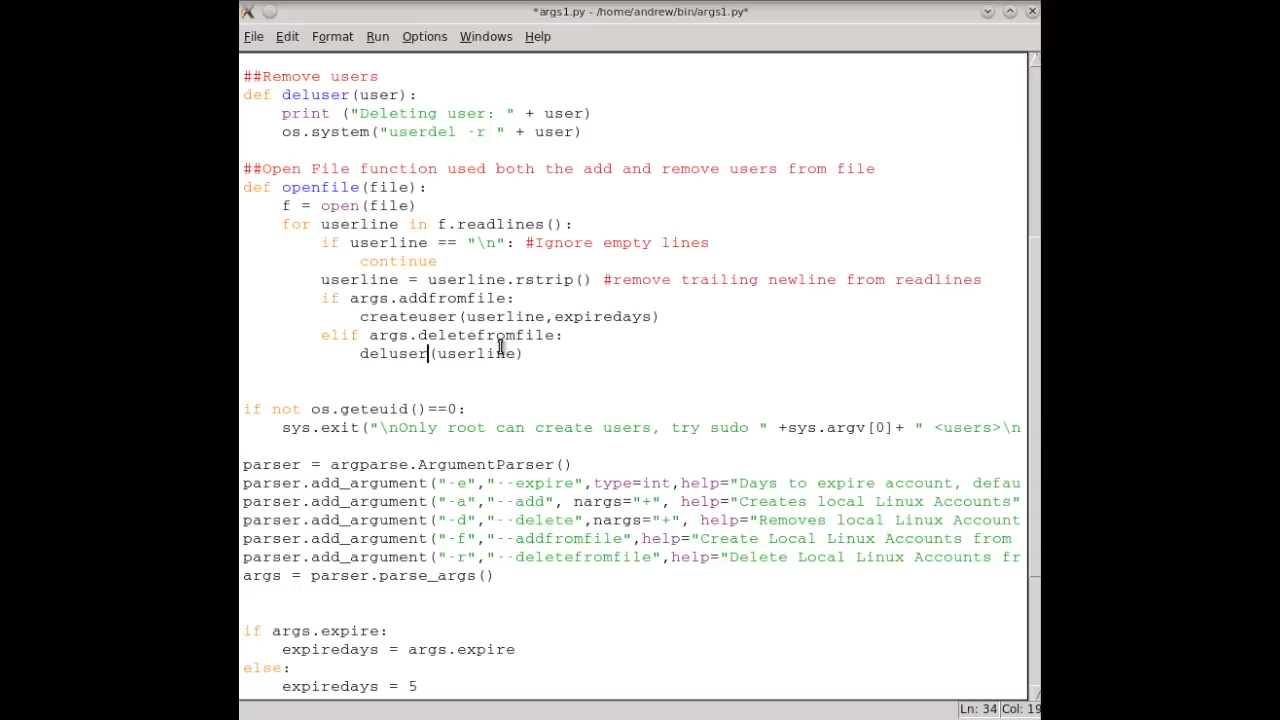 *args1.py - /home/andrew/bin/args1.py*
File Edit Format Run Options Windows Help
##Remove users
def deluser(user):
    print ("Deleting user: " + user)
    os.system("userdel -r " + user)
##Open File function used both the add and remove users from file
def openfile(file):
    f = open(file)
    for userline in f.readlines():
        if userline == "\n": #Ignore empty lines
            continue
        userline = userline.rstrip() #remove trailing newline from readlines
        if args.addfromfile:
            createuser(userline,expiredays)
        elif args.deletefromfile:
            deluser(userline)
if not os.geteuid()==0:
    sys.exit("\nOnly root can create users, try sudo " +sys.argv[0]+ " <users>\n
parser = argparse.ArgumentParser()
parser.add_argument("-e","--expire",type=int,help="Days to expire account, defau
parser.add_argument("-a","--add", nargs="+", help="Creates local Linux Accounts"
parser.add_argument("-d","--delete",nargs="+", help="Removes local Linux Account
parser.add_argument("-f","--addfromfile",help="Create Local Linux Accounts from
parser.add_argument("-r","--deletefromfile",help="Delete Local Linux Accounts fr
args = parser.parse_args()
if args.expire:
    expiredays = args.expire
else:
    expiredays = 5
Ln: 34 Col: 19